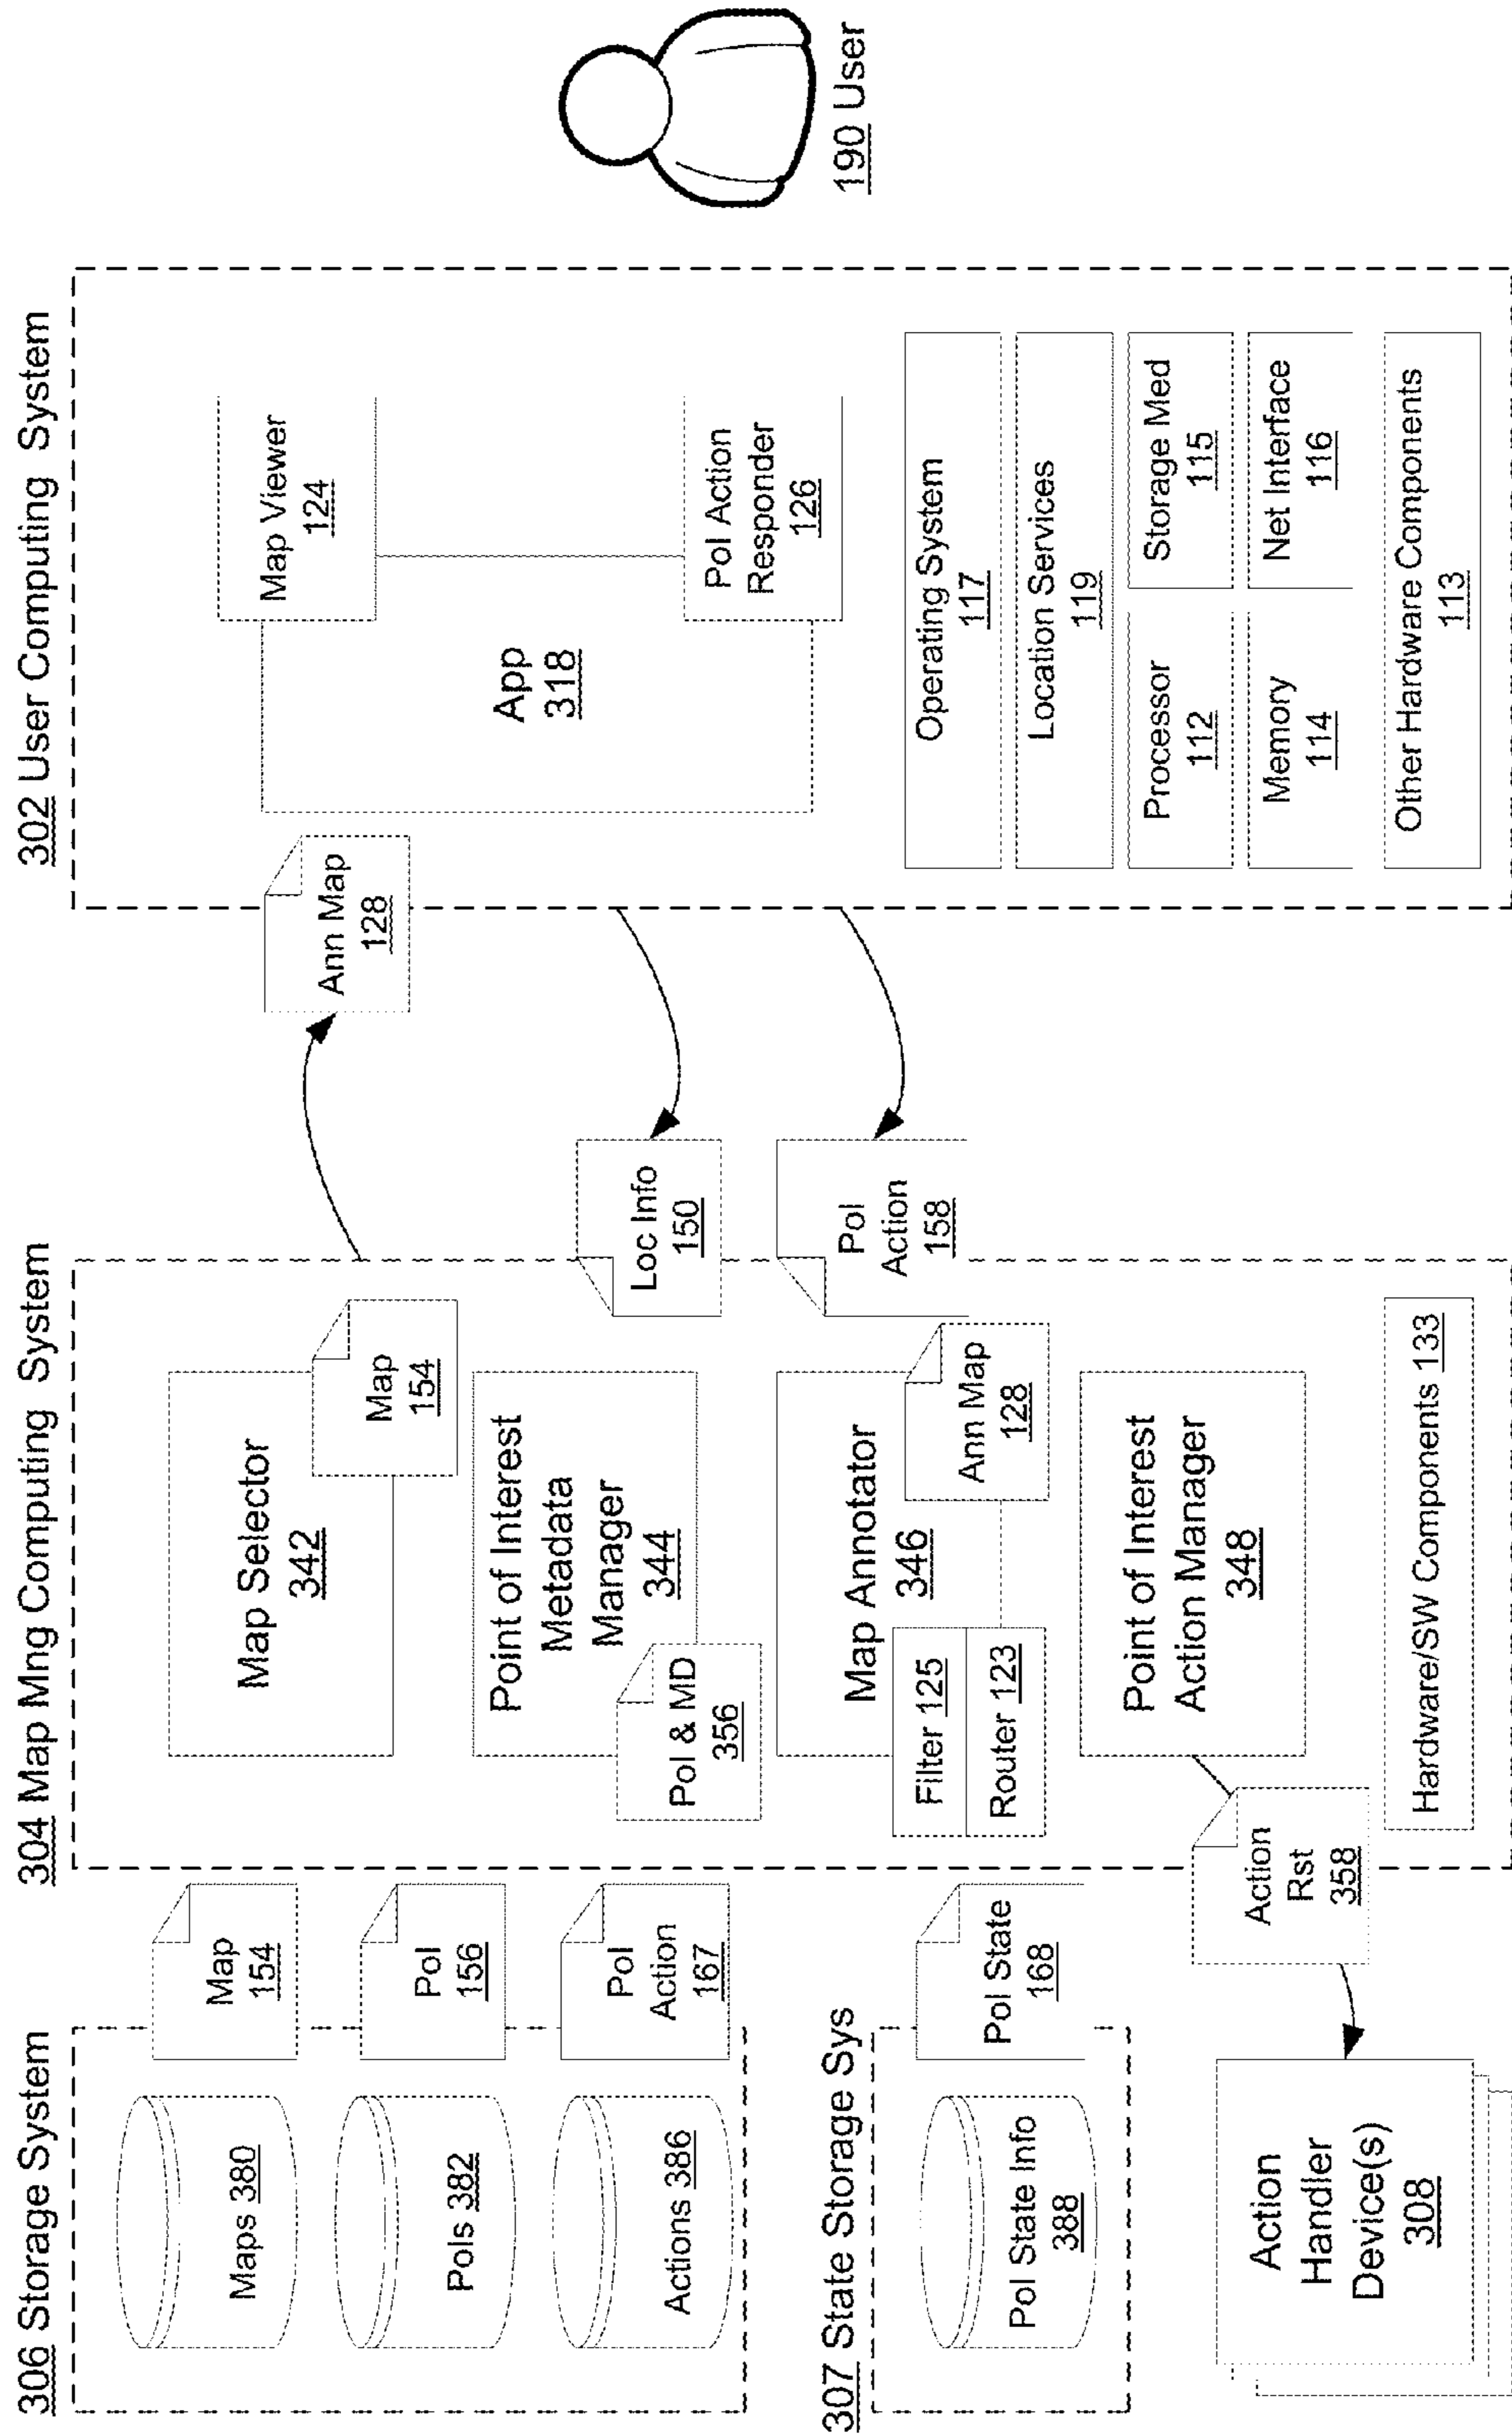 306 Storage System
Maps 380
PoIs 382
Actions 386
Map
154
PoI
156
PoI
Action
167
307 State Storage Sys
PoI State Info
388
PoI State
168
Action
Handler
Device(s)
308
Action
Rst
358
304 Map Mng Computing System
Map Selector
342
Map
154
Point of Interest
Metadata
Manager
344
PoI & MD
356
Map Annotator
346
Filter 125
Router 123
Ann Map
128
Point of Interest
Action Manager
348
Hardware/SW Components 133
Loc Info
150
PoI
Action
158
Ann Map
128
302 User Computing System
App
318
Map Viewer
124
PoI Action
Responder
126
Operating System
117
Location Services
119
Processor
112
Storage Med
115
Memory
114
Net Interface
116
Other Hardware Components
113
190 User